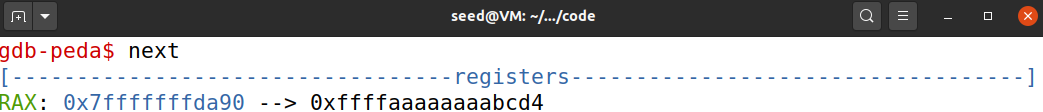 seed@VM: ~/.../code
gdb-peda$ next
[----------------------------------registers-----------------------------------]
RAX: 0x7fffffffda90 --> 0xffffaaaaaaaabcd4